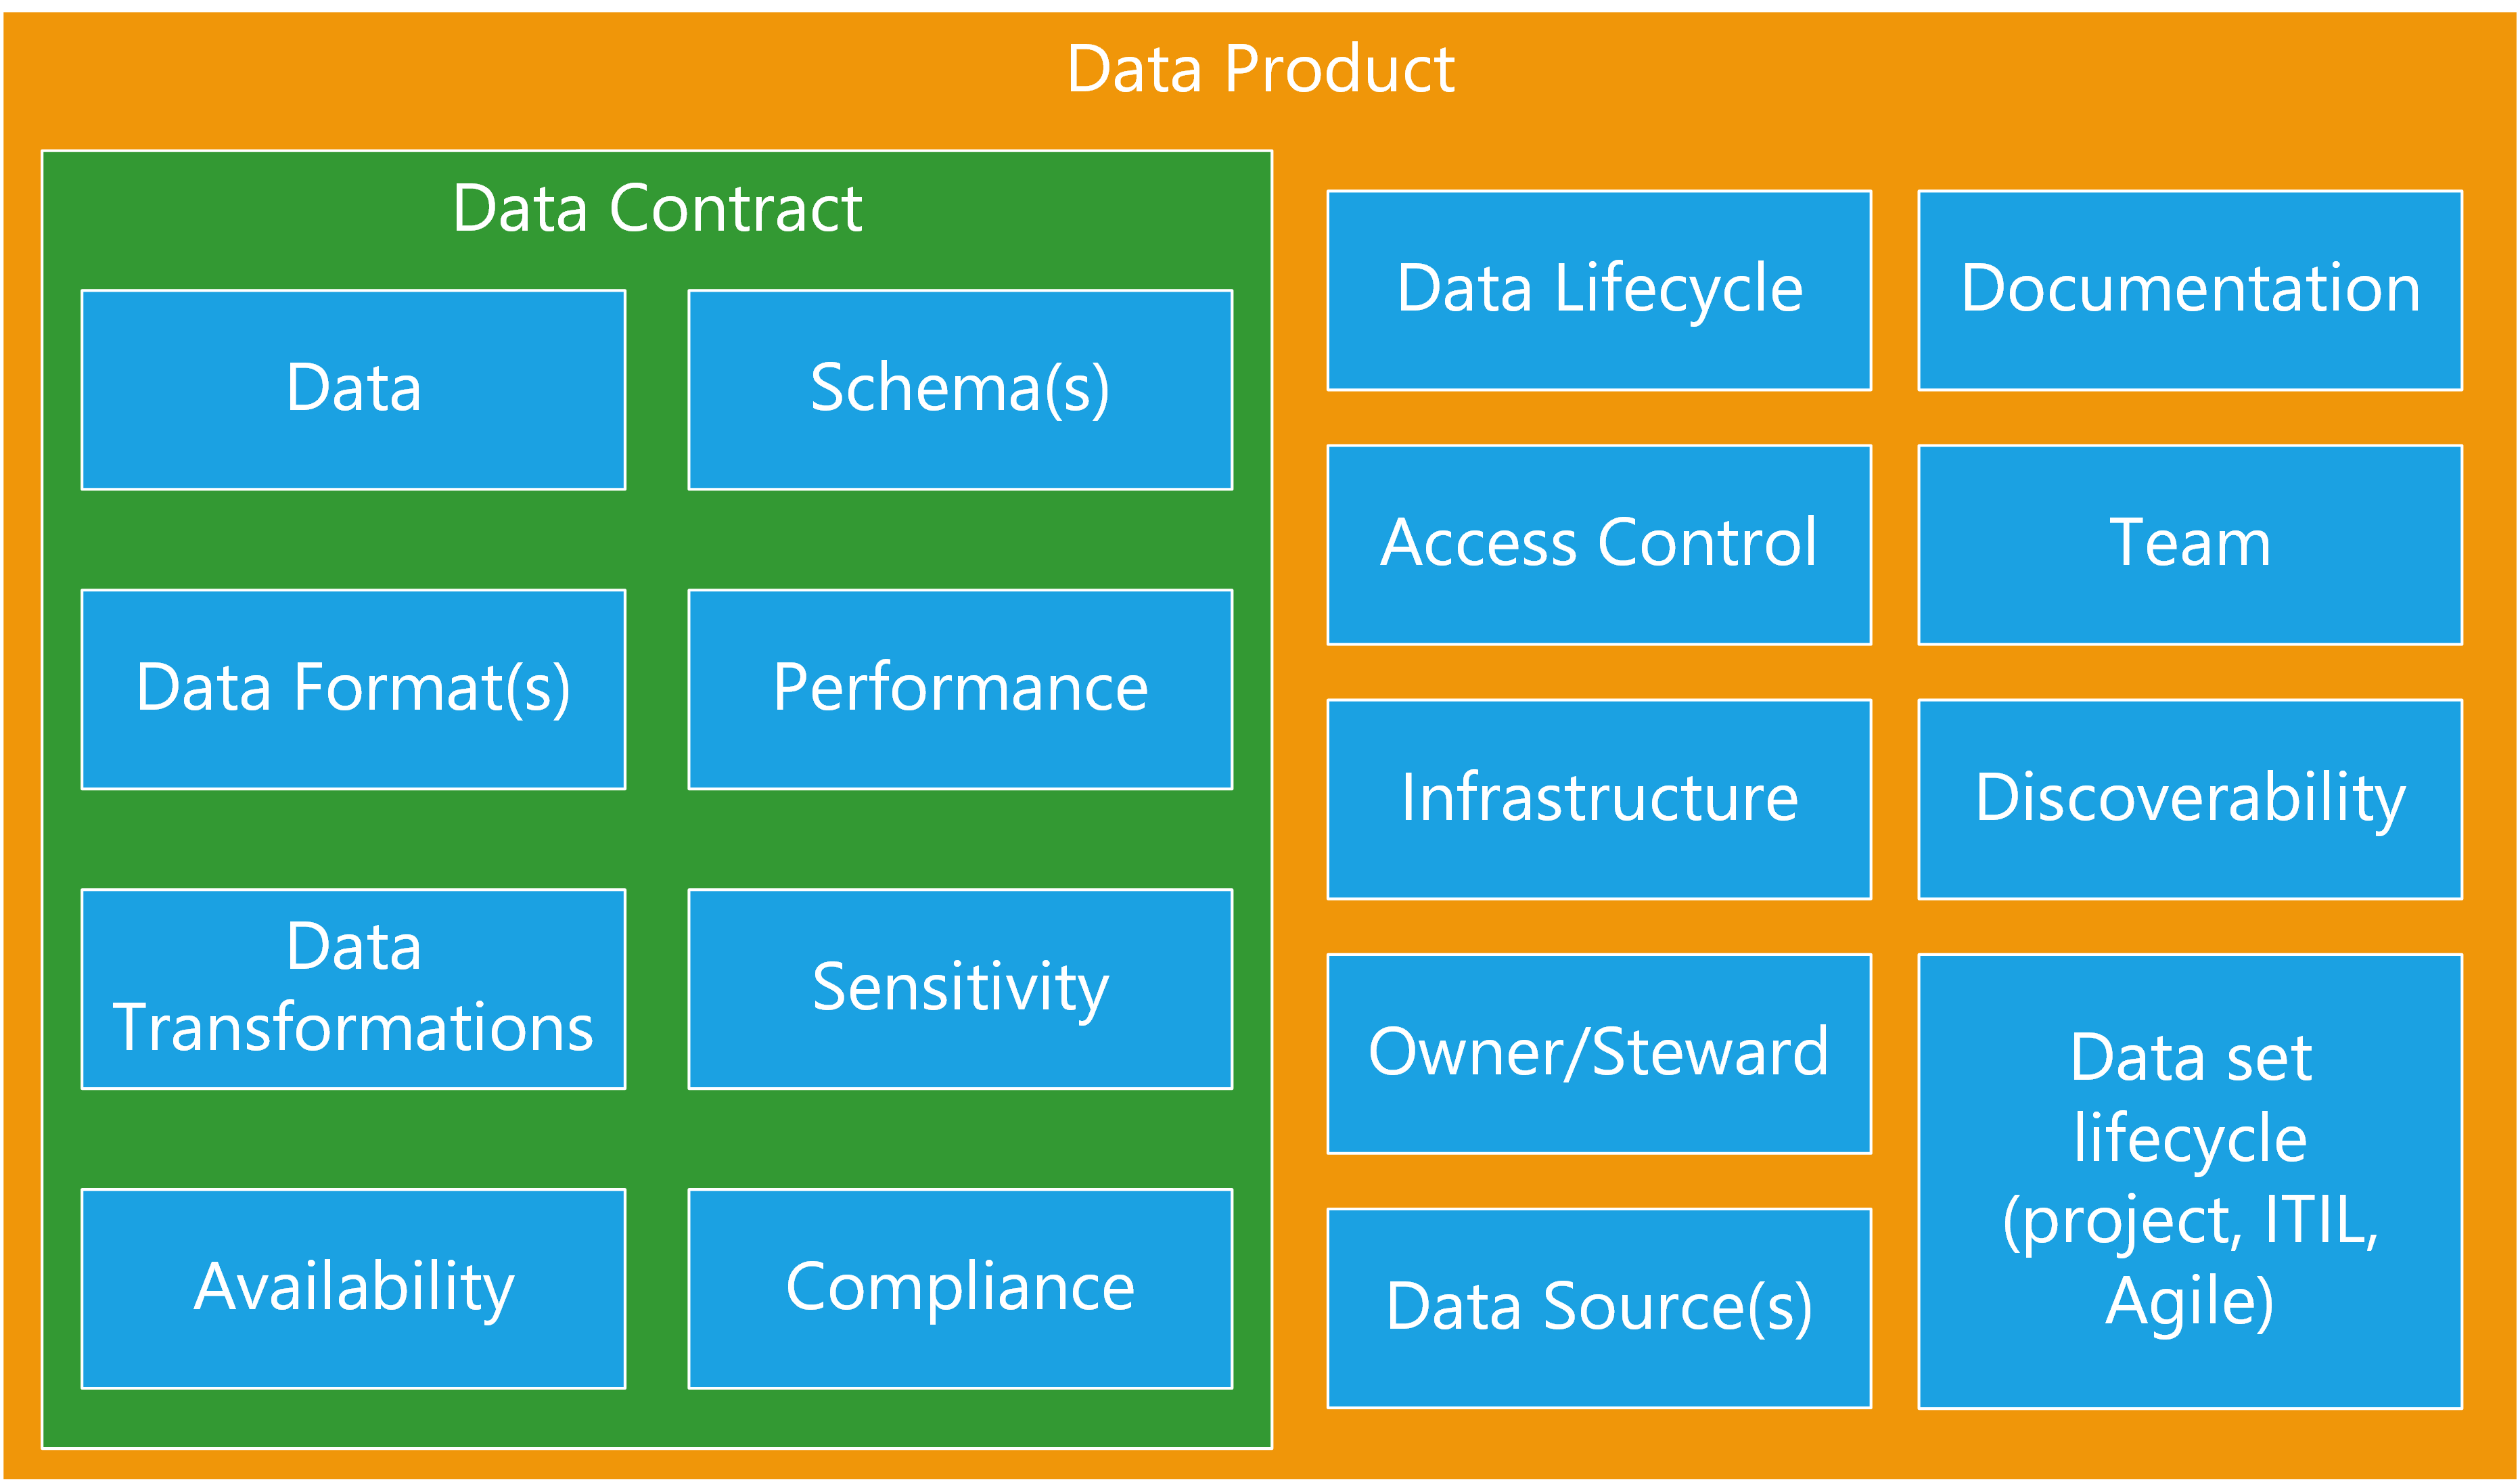 Data Product
Data Contract
Data
Schema(s)
Data Format(s)
Performance
Data
Transformations
Sensitivity
Availability
Compliance
Data Lifecycle
Documentation
Access Control
Team
Infrastructure
Discoverability
Owner/Steward
Data Source(s)
Data set
lifecycle
(project, ITIL,
Agile)